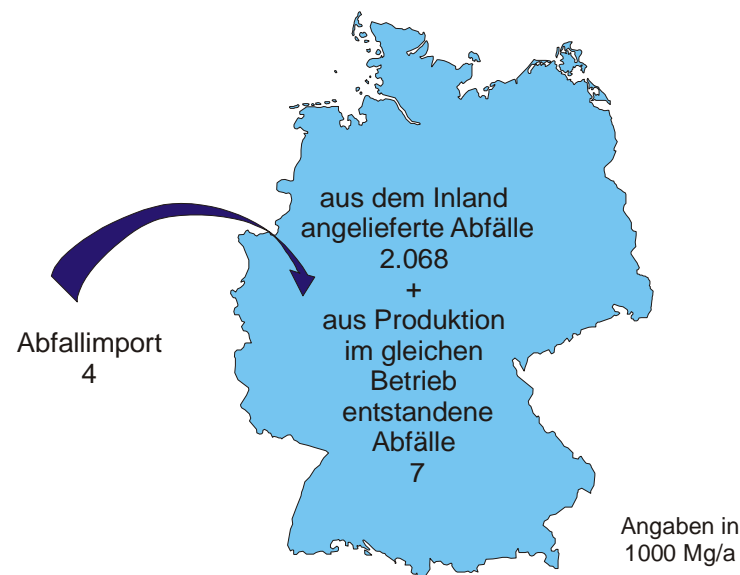 aus dem Inland
angelieferte Abfälle
2.068
+
aus Produktion
im gleichen
Betrieb
entstandene
Abfälle
7
Abfallimport
4
Angaben in
1000 Mg/a